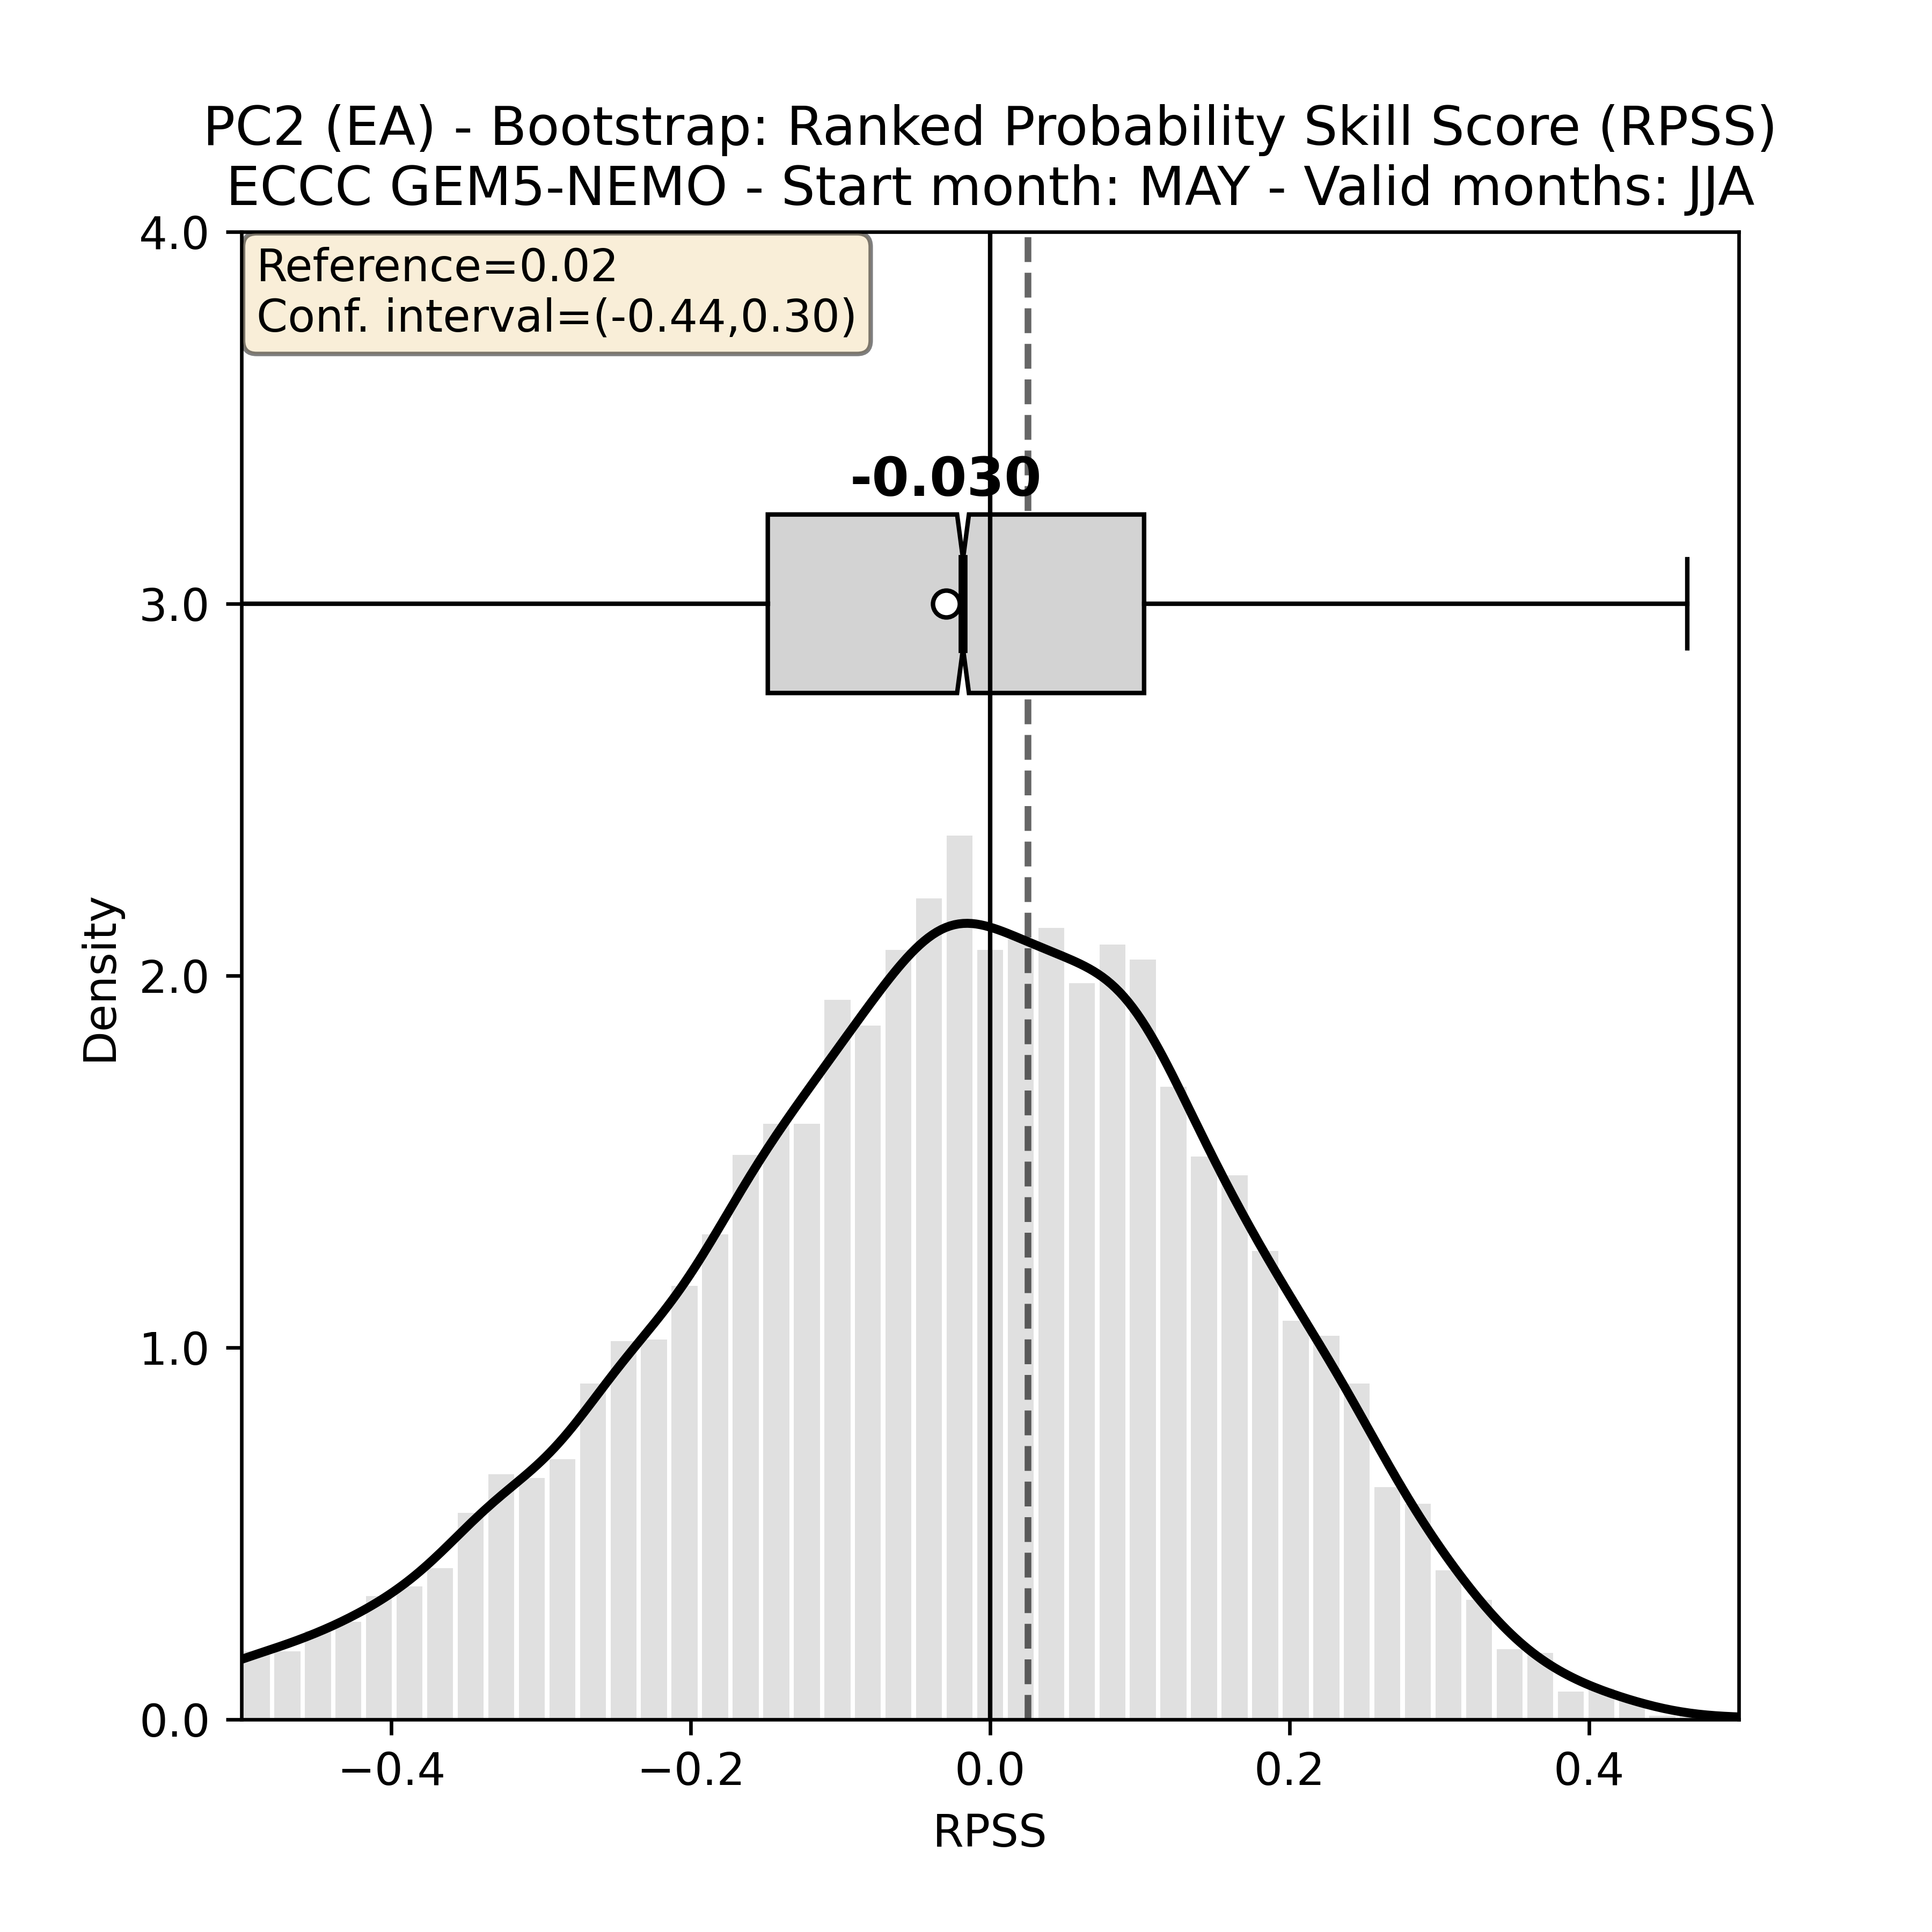 PC2 (EA) - Bootstrap: Ranked Probability Skill Score (RPSS)
ECCC GEM5-NEMO - Start month: MAY - Valid months: JJA
Reference=0.02
Conf. interval=(-0.44,0.30)
-0.030
4.0
3.0
2.0
1.0
0.0
Density
−0.4
−0.2
0.0
0.2
0.4
RPSS